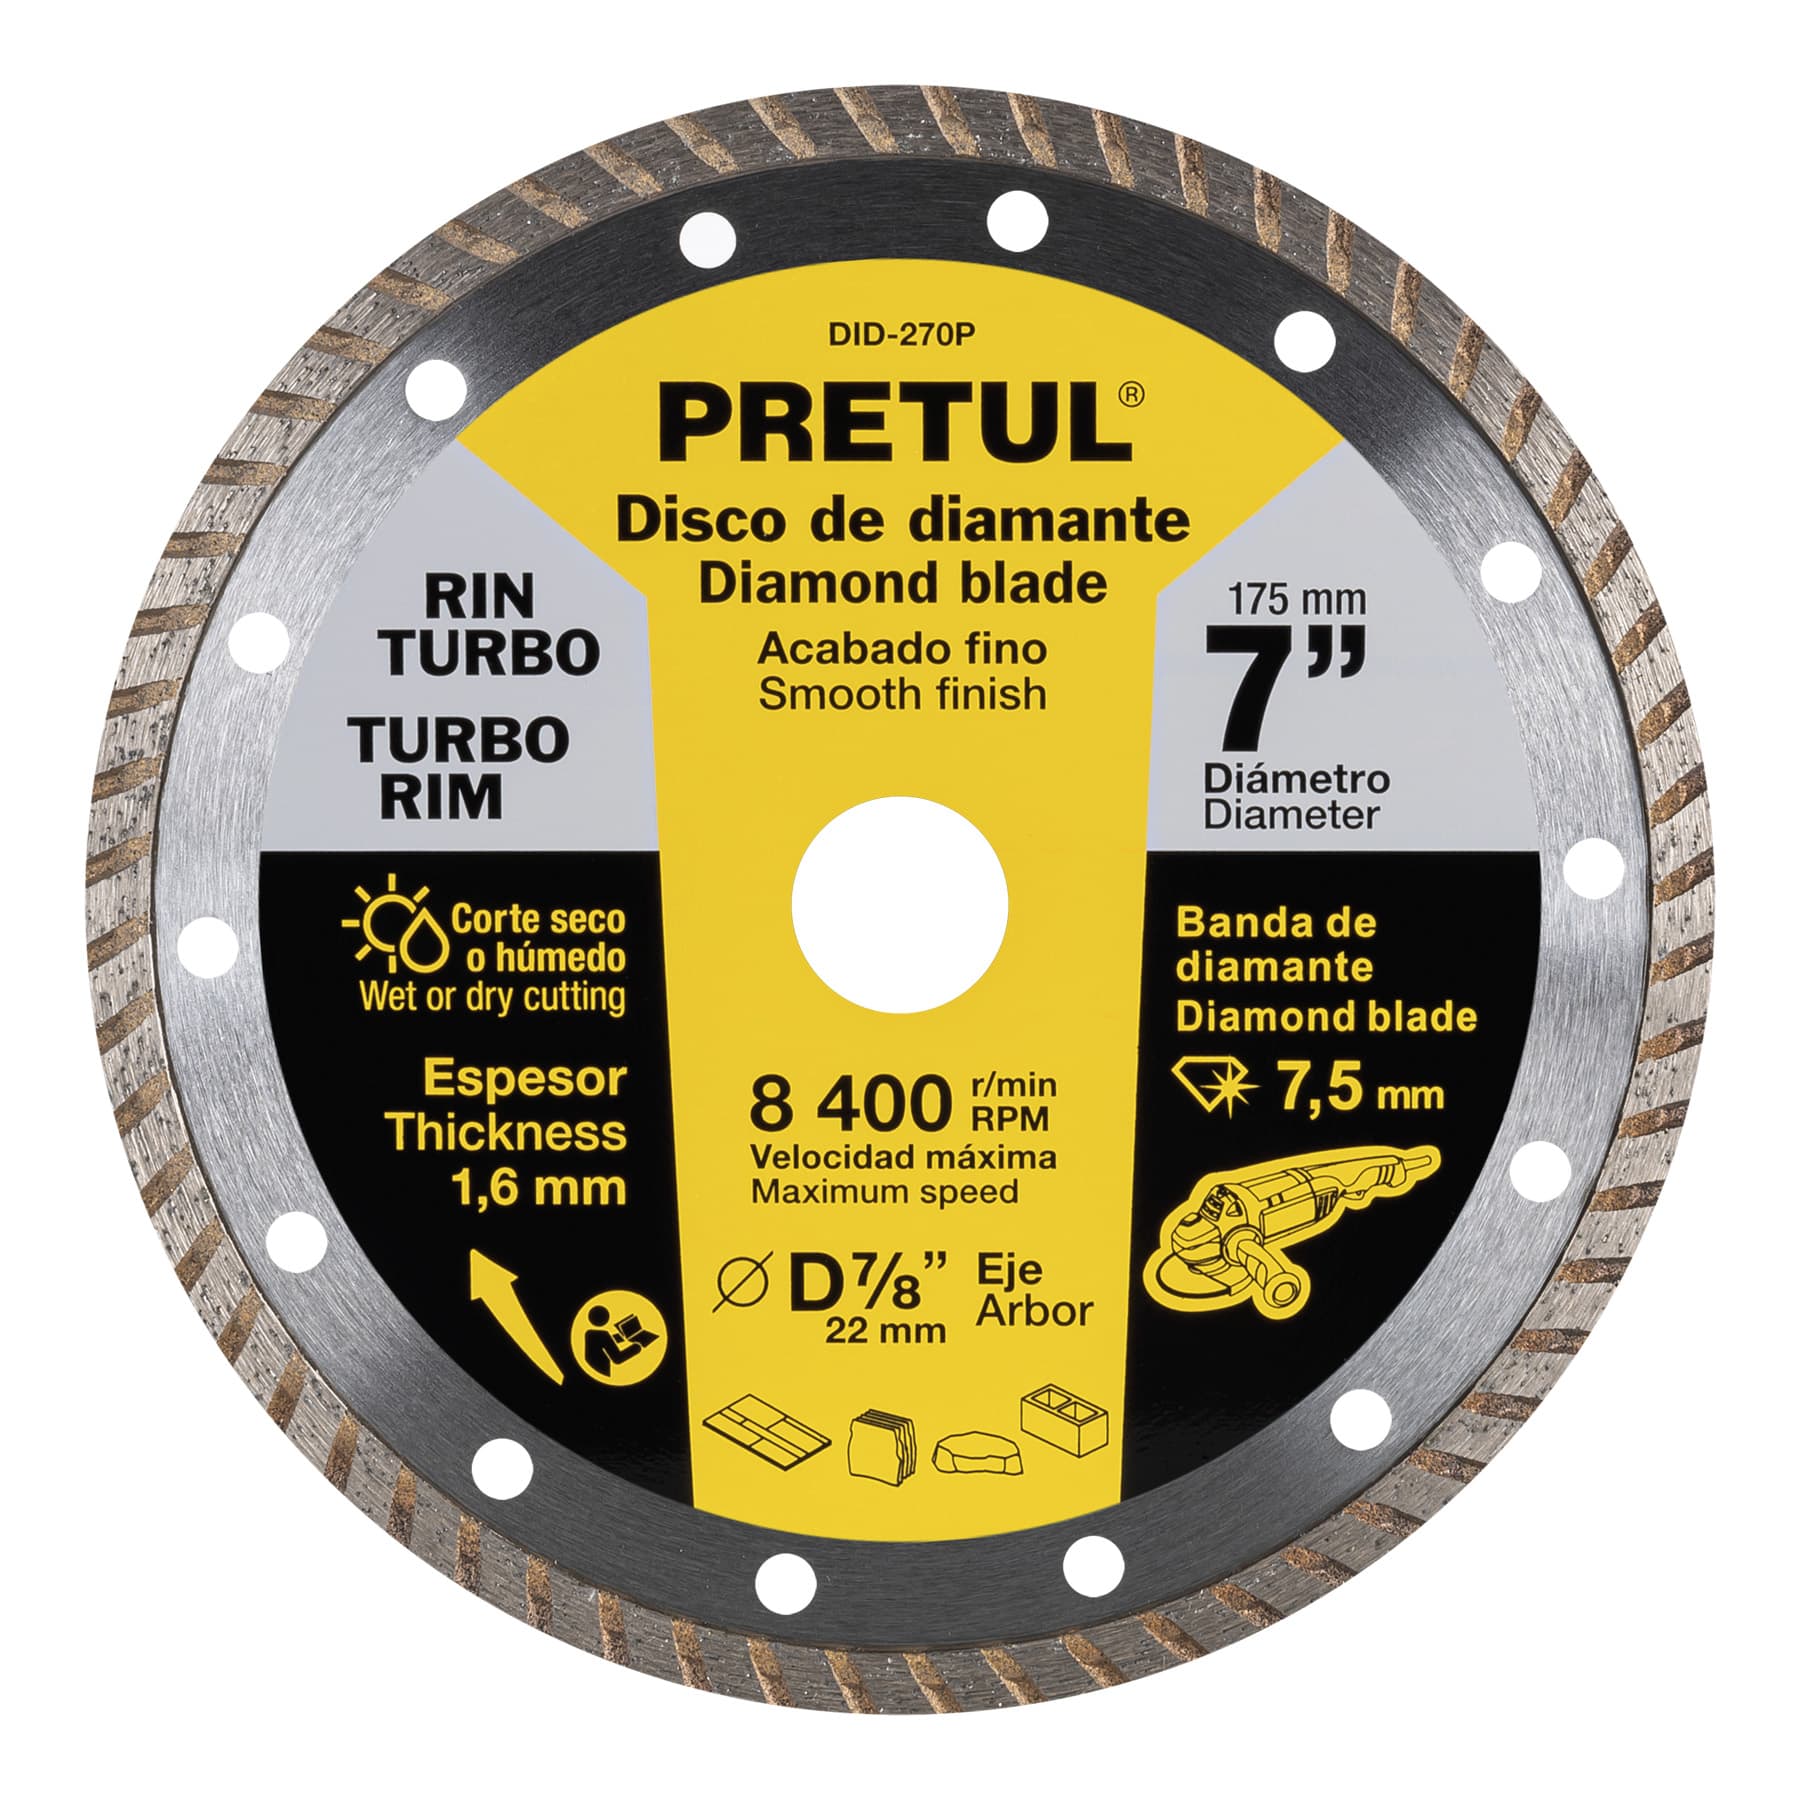 DID-270P
PRETUL®
Disco de diamante
Diamond blade
Acabado fino
Smooth finish
RIN
TURBO
TURBO
RIM
175 mm
7”
Diámetro
Diameter
Corte seco
o húmedo
Wet or dry cutting
Espesor
Thickness
1,6 mm
Banda de
diamante
Diamond blade
7,5 mm
8 400 r/min
RPM
Velocidad máxima
Maximum speed
D 7/8” Eje
22 mm Arbor